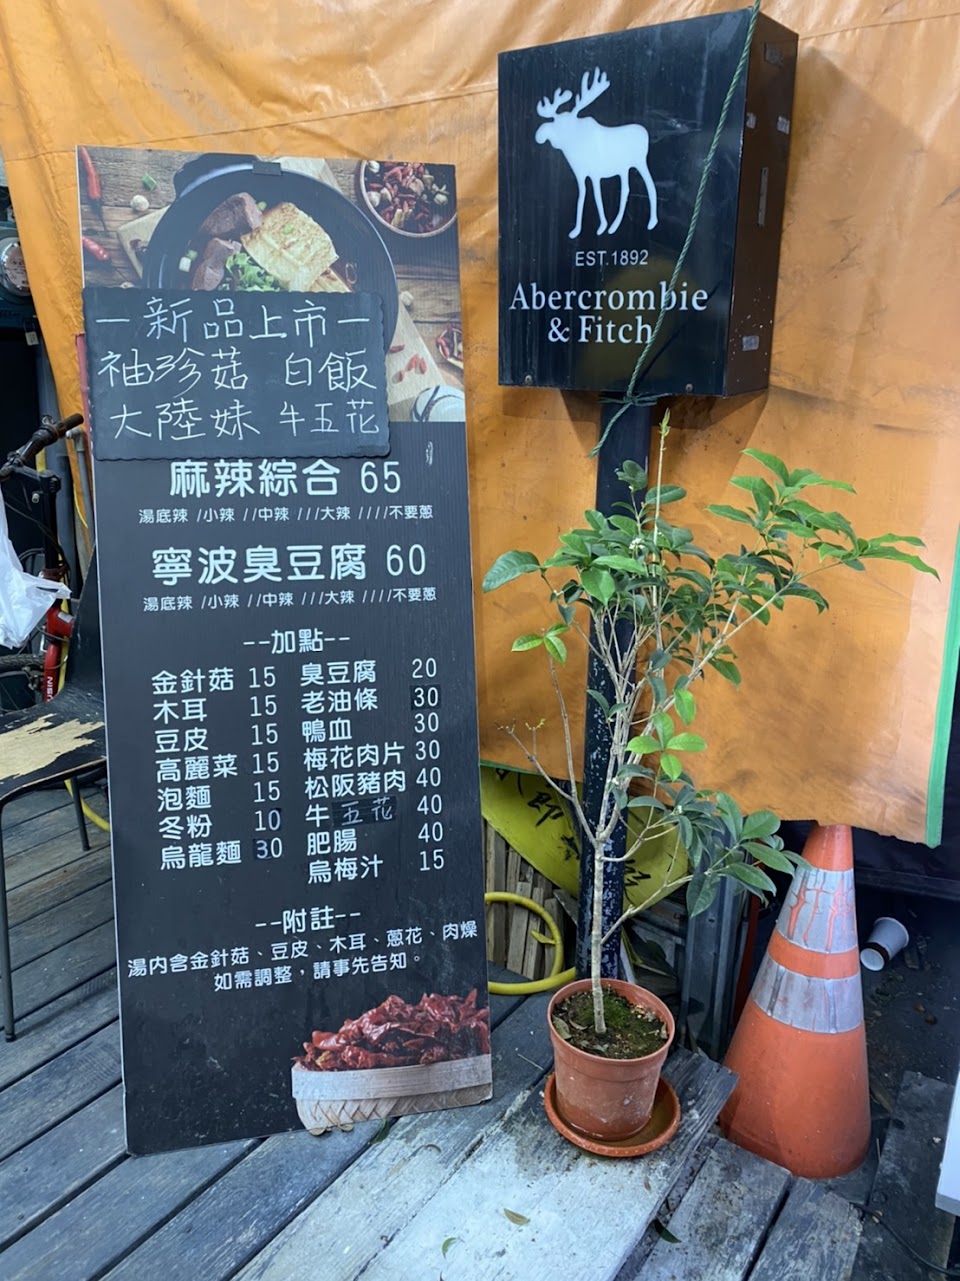 －新品上市－
袖珍菇 白飯
大陸妹 牛五花
麻辣綜合 65
湯底辣 /小辣 //中辣 ///大辣 ////不要蔥
寧波臭豆腐 60
湯底辣 /小辣 //中辣 ///大辣 ////不要蔥
--加點--
金針菇 15 臭豆腐 20
木耳 15 老油條 30
豆皮 15 鴨血 30
高麗菜 15 梅花肉片 30
泡麵 15 松阪豬肉 40
冬粉 10 牛五花 40
烏龍麵 30 肥腸 40
烏梅汁 15
--附註--
湯內含金針菇、豆皮、木耳、蔥花、肉燥
如需調整，請事先告知。
EST.1892
Abercrombie
& Fitch